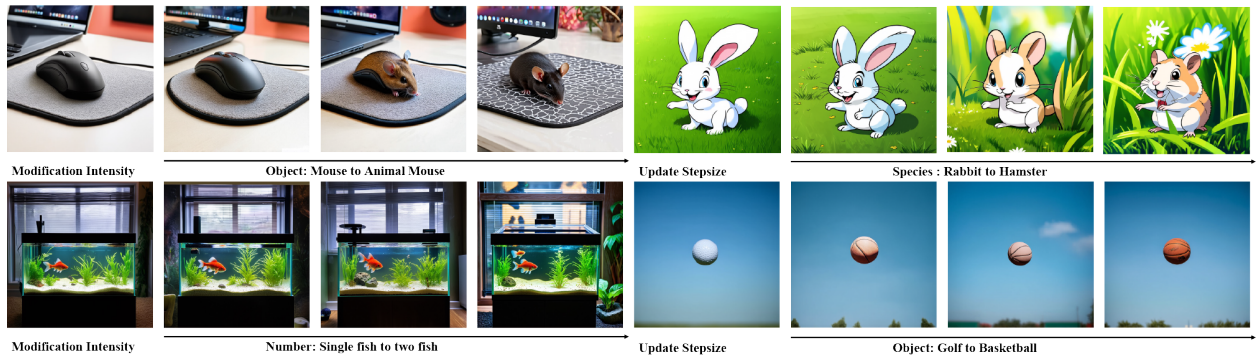 Modification Intensity
Object: Mouse to Animal Mouse
Update Stepsize
Species : Rabbit to Hamster
Modification Intensity
Number: Single fish to two fish
Update Stepsize
Object: Golf to Basketball